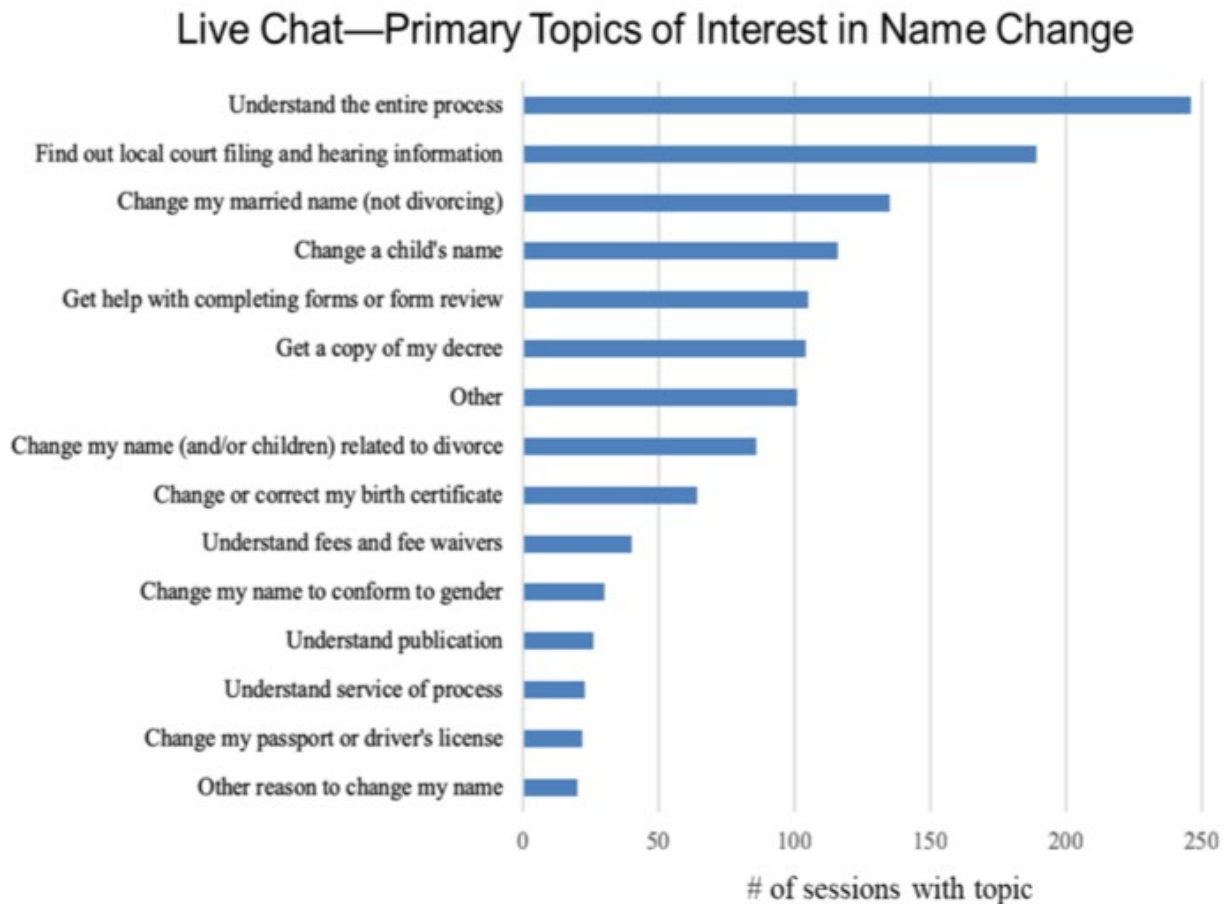 Live Chat—Primary Topics of Interest in Name Change
Understand the entire process
Find out local court filing and hearing information
Change my married name (not divorcing)
Change a child's name
Get help with completing forms or form review
Get a copy of my decree
Other
Change my name (and/or children) related to divorce
Change or correct my birth certificate
Understand fees and fee waivers
Change my name to conform to gender
Understand publication
Understand service of process
Change my passport or driver's license
Other reason to change my name
0 50 100 150 200 250
# of sessions with topic